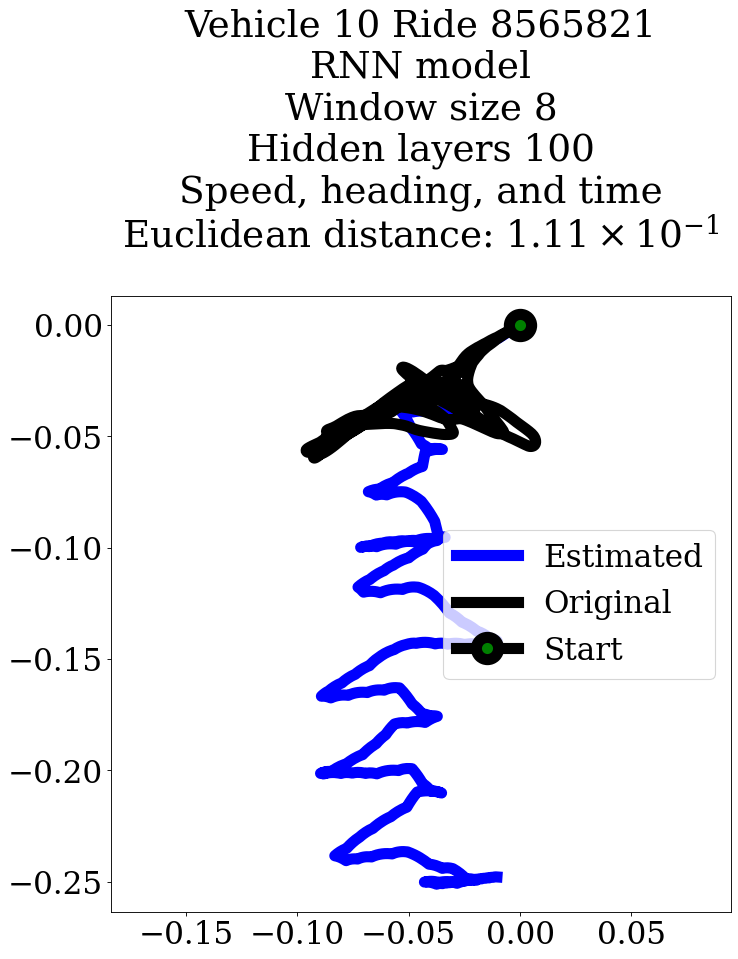 Vehicle 10 Ride 8565821
RNN model
Window size 8
Hidden layers 100
Speed, heading, and time
Euclidean distance: 1.11 × 10⁻¹
0.00
−0.05
−0.10
−0.15
−0.20
−0.25
Estimated
Original
Start
−0.15 −0.10 −0.05 0.00 0.05